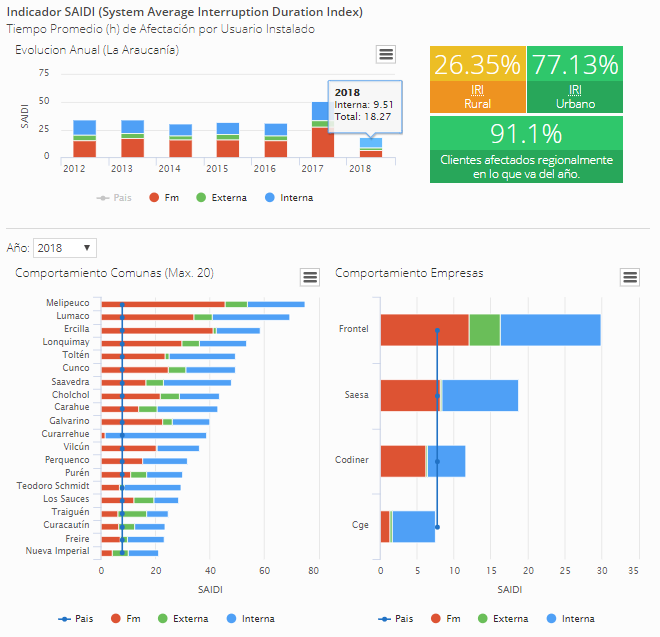 Indicador SAIDI (System Average Interruption Duration Index)
Tiempo Promedio (h) de Afectación por Usuario Instalado
Evolucion Anual (La Araucanía)
75
50
25
0
SAIDI
2012 2013 2014 2015 2016 2017 2018
2018
Interna: 9.51
Total: 18.27
Pais Fm Externa Interna
26.35%
IRI
Rural
77.13%
IRI
Urbano
91.1%
Clientes afectados regionalmente
en lo que va del año.
Año: 2018
Comportamiento Comunas (Max. 20)
Melipeuco
Lumaco
Ercilla
Lonquimay
Toltén
Cunco
Saavedra
Cholchol
Carahue
Galvarino
Curarrehue
Vilcún
Perquenco
Purén
Teodoro Schmidt
Los Sauces
Traiguén
Curacautín
Freire
Nueva Imperial
0 20 40 60 80
SAIDI
Pais Fm Externa Interna
Comportamiento Empresas
Frontel
Saesa
Codiner
Cge
0 5 10 15 20 25 30 35
SAIDI
Pais Fm Externa Interna